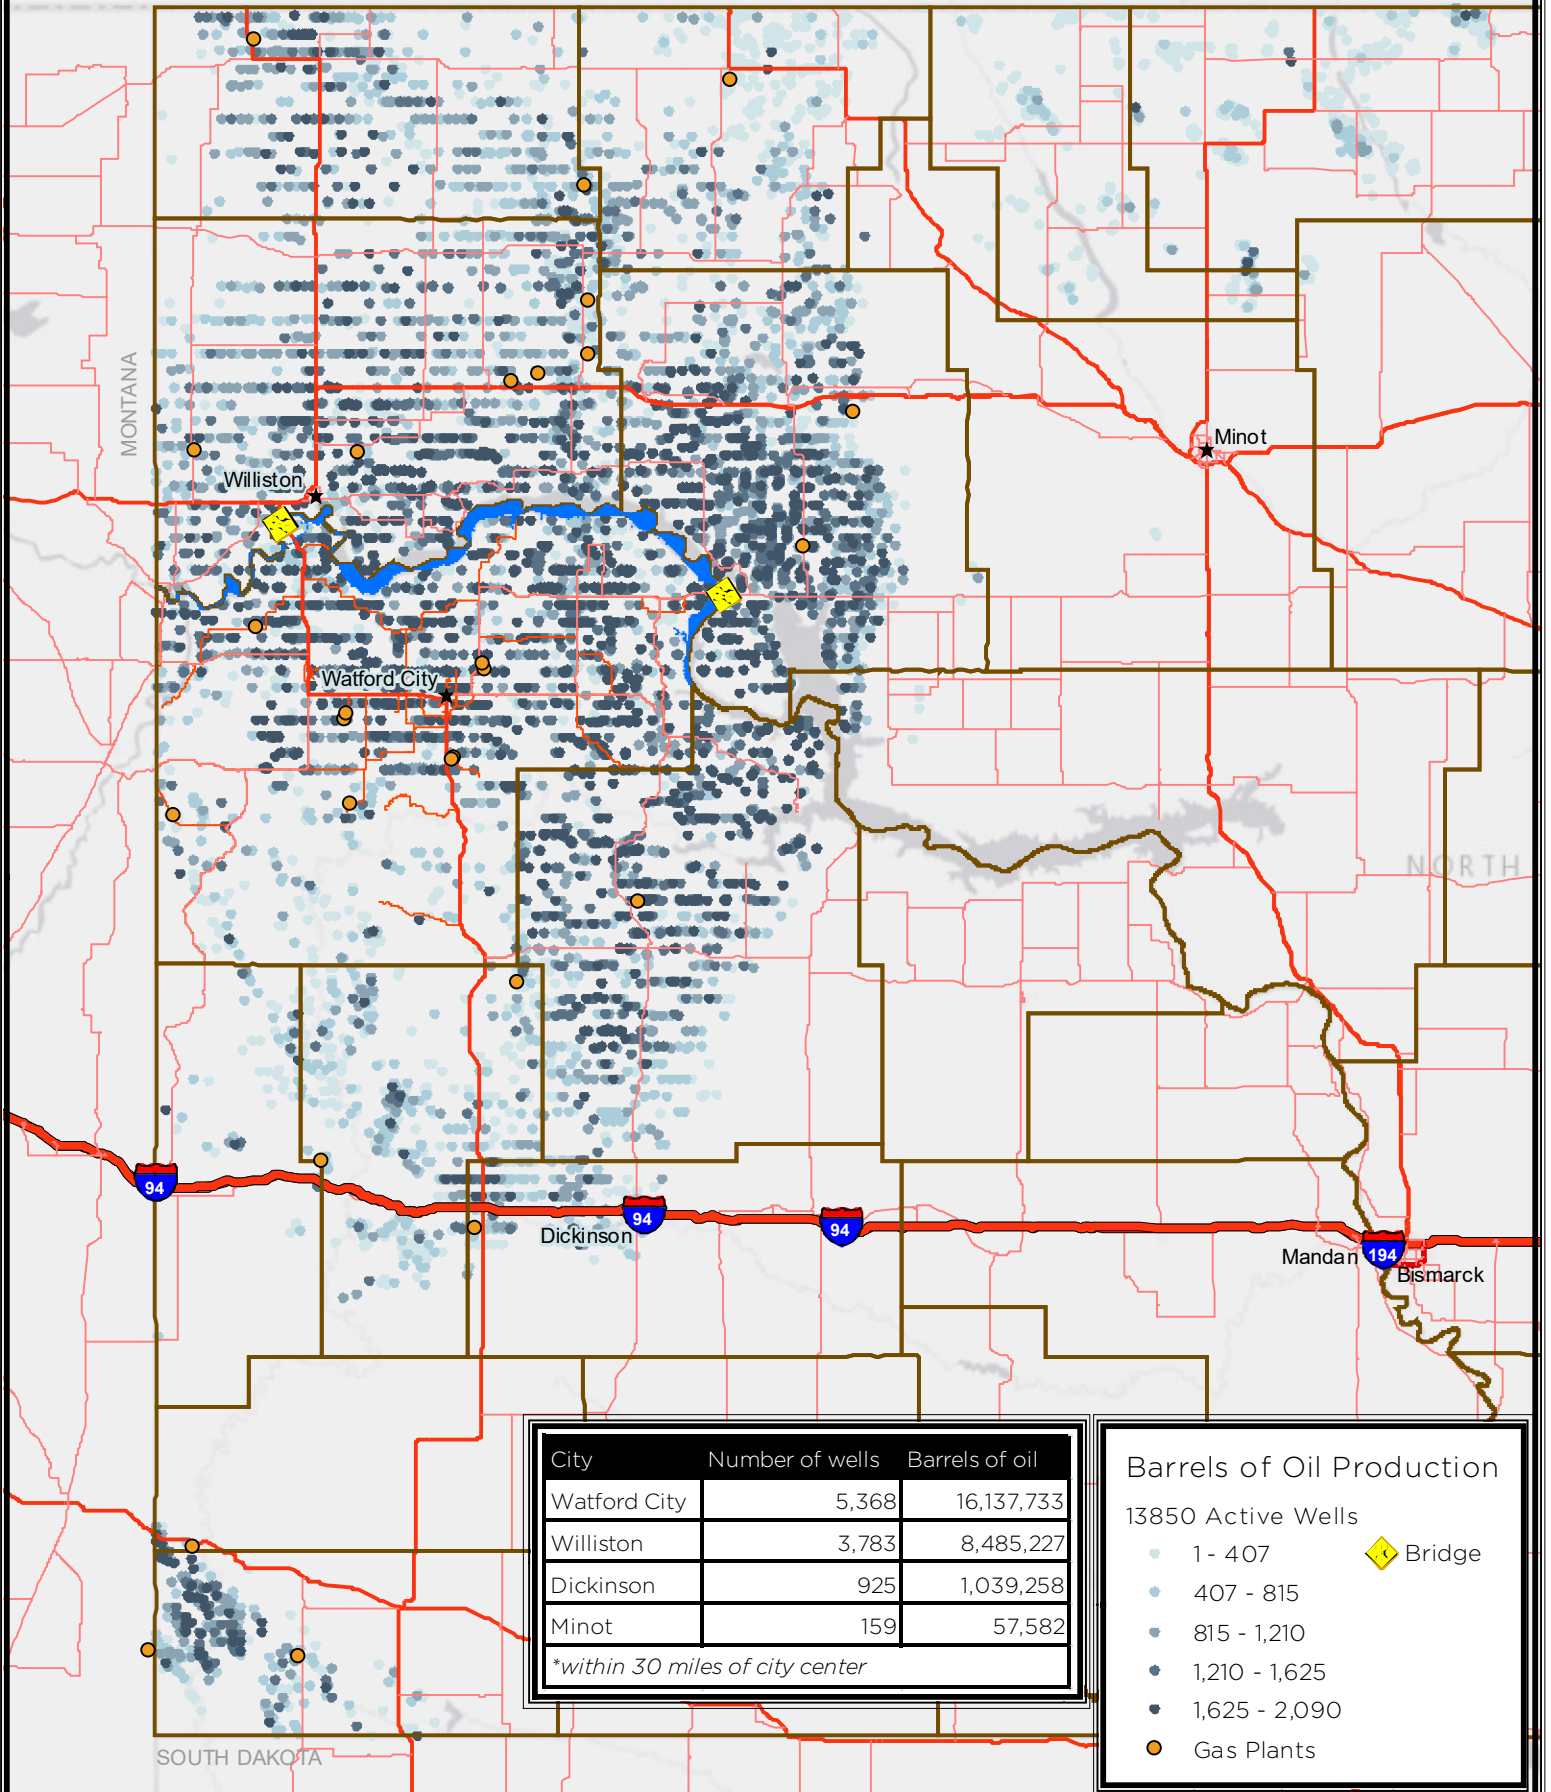 MONTANA
Minot
Williston
Watford City
NORTH
94
94
94
Dickinson
Mandan
194
Bismarck
City Number of wells Barrels of oil
Watford City 5,368 16,137,733
Williston 3,783 8,485,227
Dickinson 925 1,039,258
Minot 159 57,582
*within 30 miles of city center
Barrels of Oil Production
13850 Active Wells
1 - 407
Bridge
407 - 815
815 - 1,210
1,210 - 1,625
1,625 - 2,090
Gas Plants
SOUTH DAKOTA